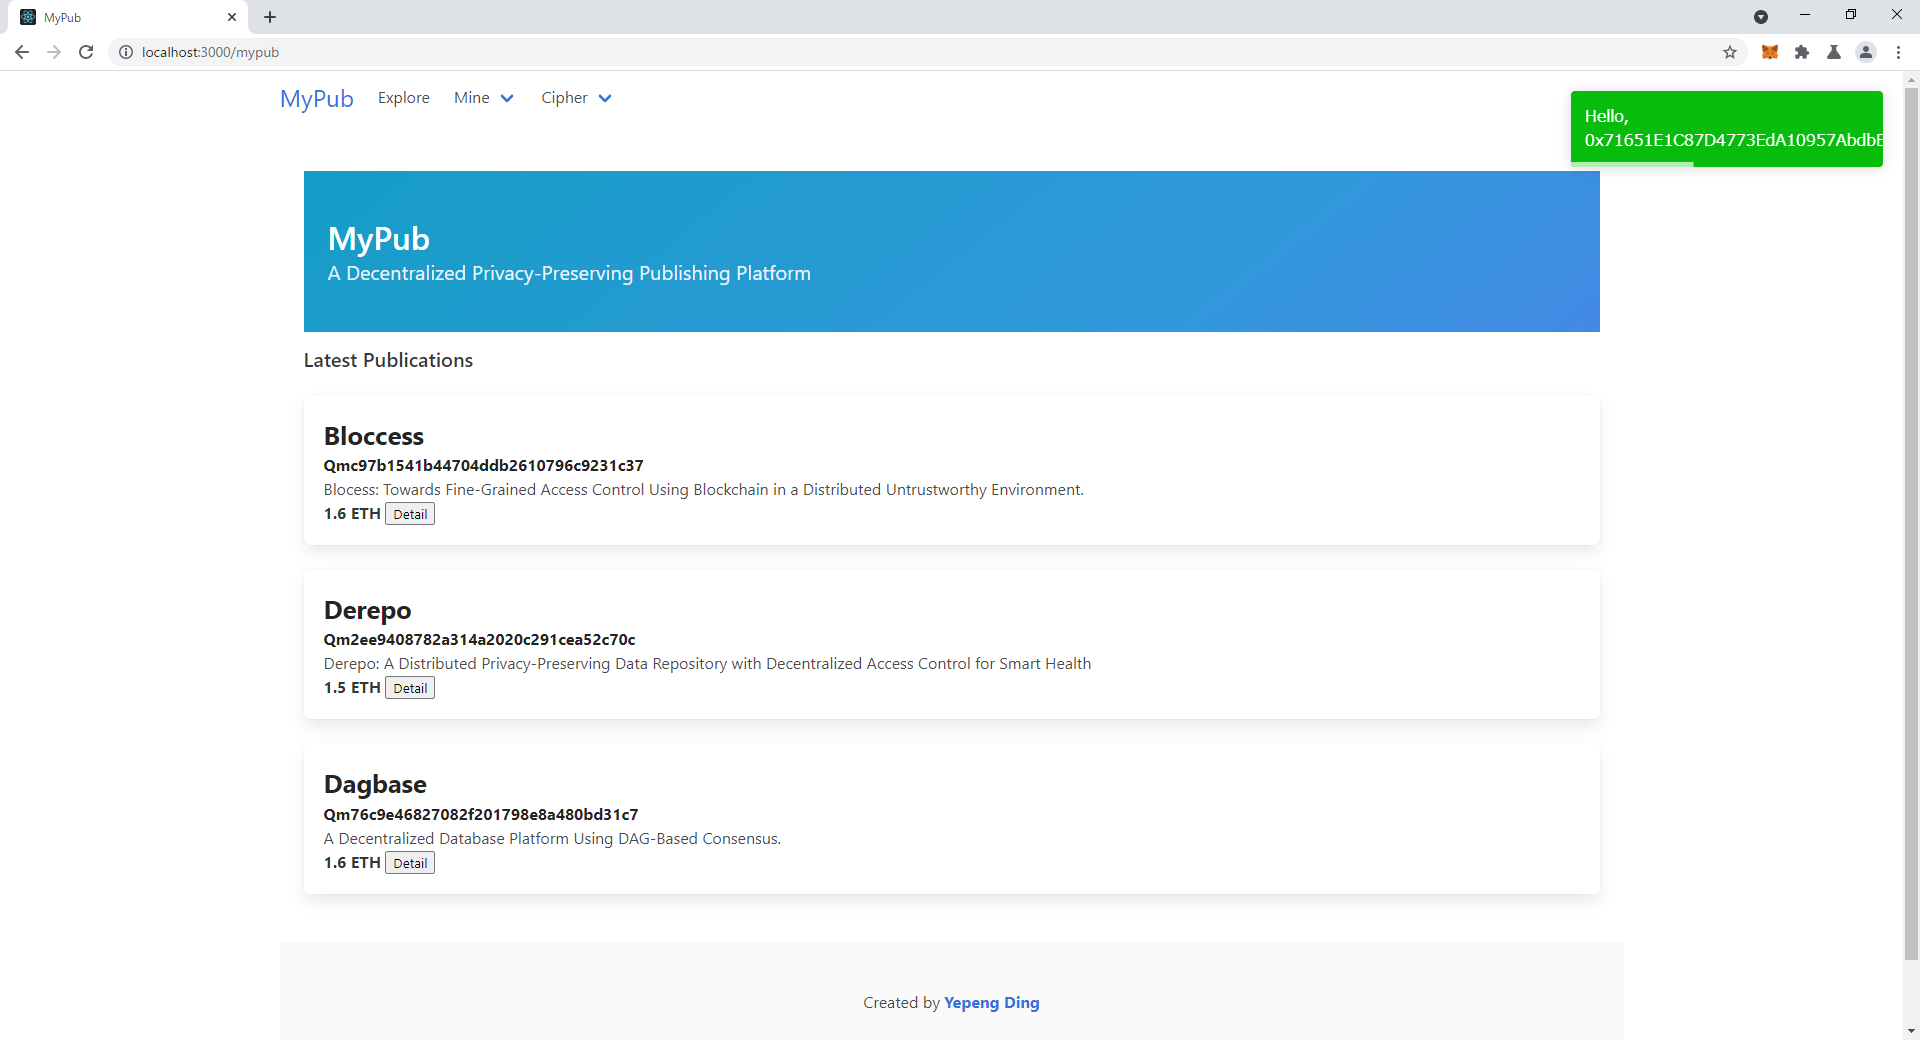 MyPub
localhost:3000/mypub
MyPub Explore Mine Cipher
Hello,
0x71651E1C87D4773EdA10957AbdbE
MyPub
A Decentralized Privacy-Preserving Publishing Platform
Latest Publications
Bloccess
Qmc97b1541b44704ddb2610796c9231c37
Blocess: Towards Fine-Grained Access Control Using Blockchain in a Distributed Untrustworthy Environment.
1.6 ETH Detail
Derepo
Qm2ee9408782a314a2020c291cea52c70c
Derepo: A Distributed Privacy-Preserving Data Repository with Decentralized Access Control for Smart Health
1.5 ETH Detail
Dagbase
Qm76c9e46827082f201798e8a480bd31c7
A Decentralized Database Platform Using DAG-Based Consensus.
1.6 ETH Detail
Created by Yepeng Ding